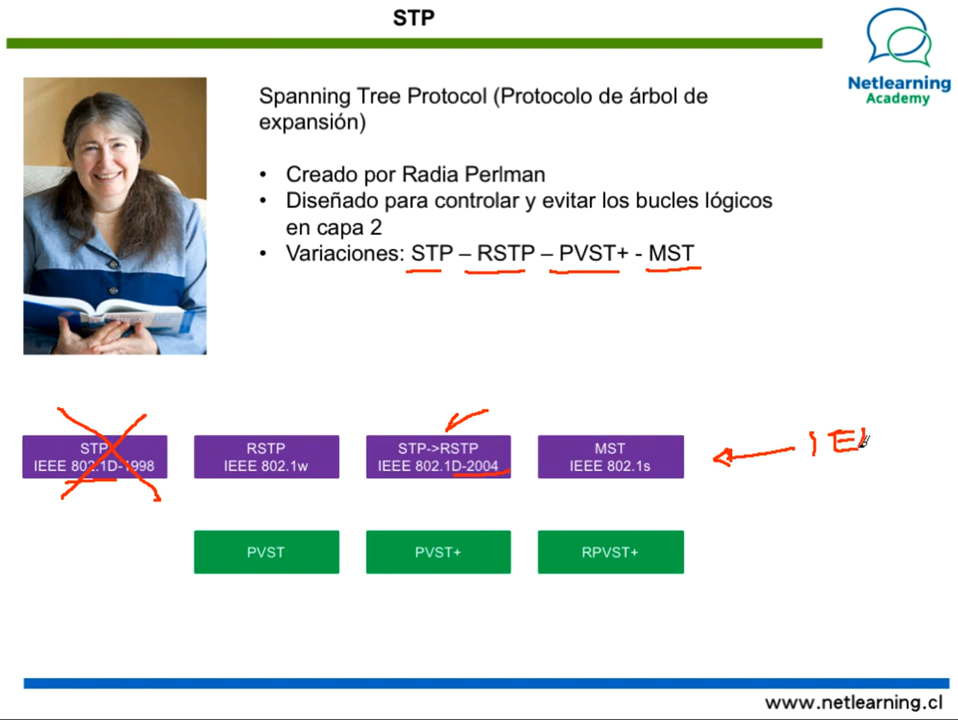 STP
Netlearning
Academy
Spanning Tree Protocol (Protocolo de árbol de
expansión)
• Creado por Radia Perlman
• Diseñado para controlar y evitar los bucles lógicos
en capa 2
• Variaciones: STP – RSTP – PVST+ - MST
STP
IEEE 802.1D-1998
RSTP
IEEE 802.1w
STP->RSTP
IEEE 802.1D-2004
MST
IEEE 802.1s
IE
PVST
PVST+
RPVST+
www.netlearning.cl